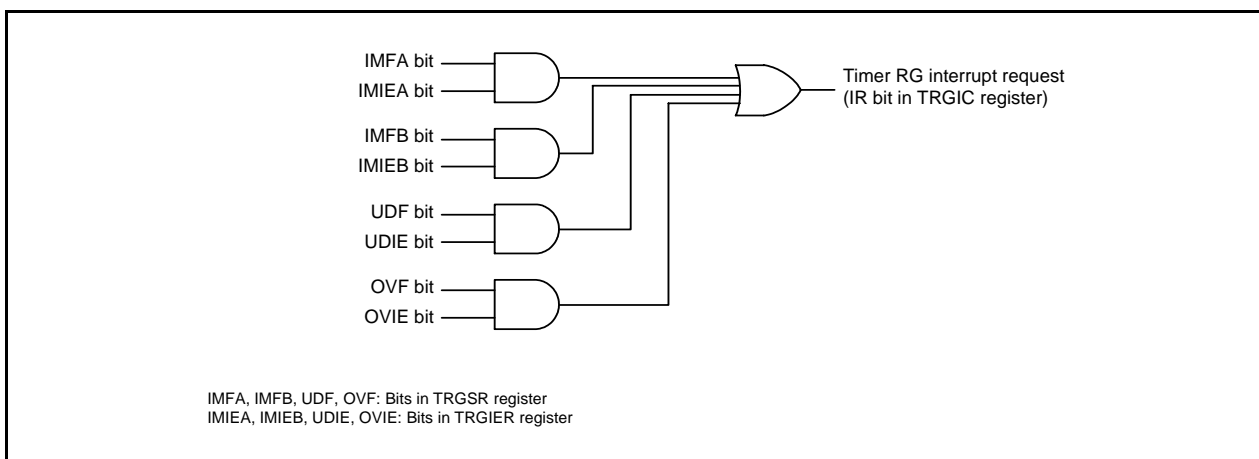 IMFA bit
IMIEA bit
IMFB bit
IMIEB bit
UDF bit
UDIE bit
OVF bit
OVIE bit
Timer RG interrupt request
(IR bit in TRGIC register)
IMFA, IMFB, UDF, OVF: Bits in TRGSR register
IMIEA, IMIEB, UDIE, OVIE: Bits in TRGIER register